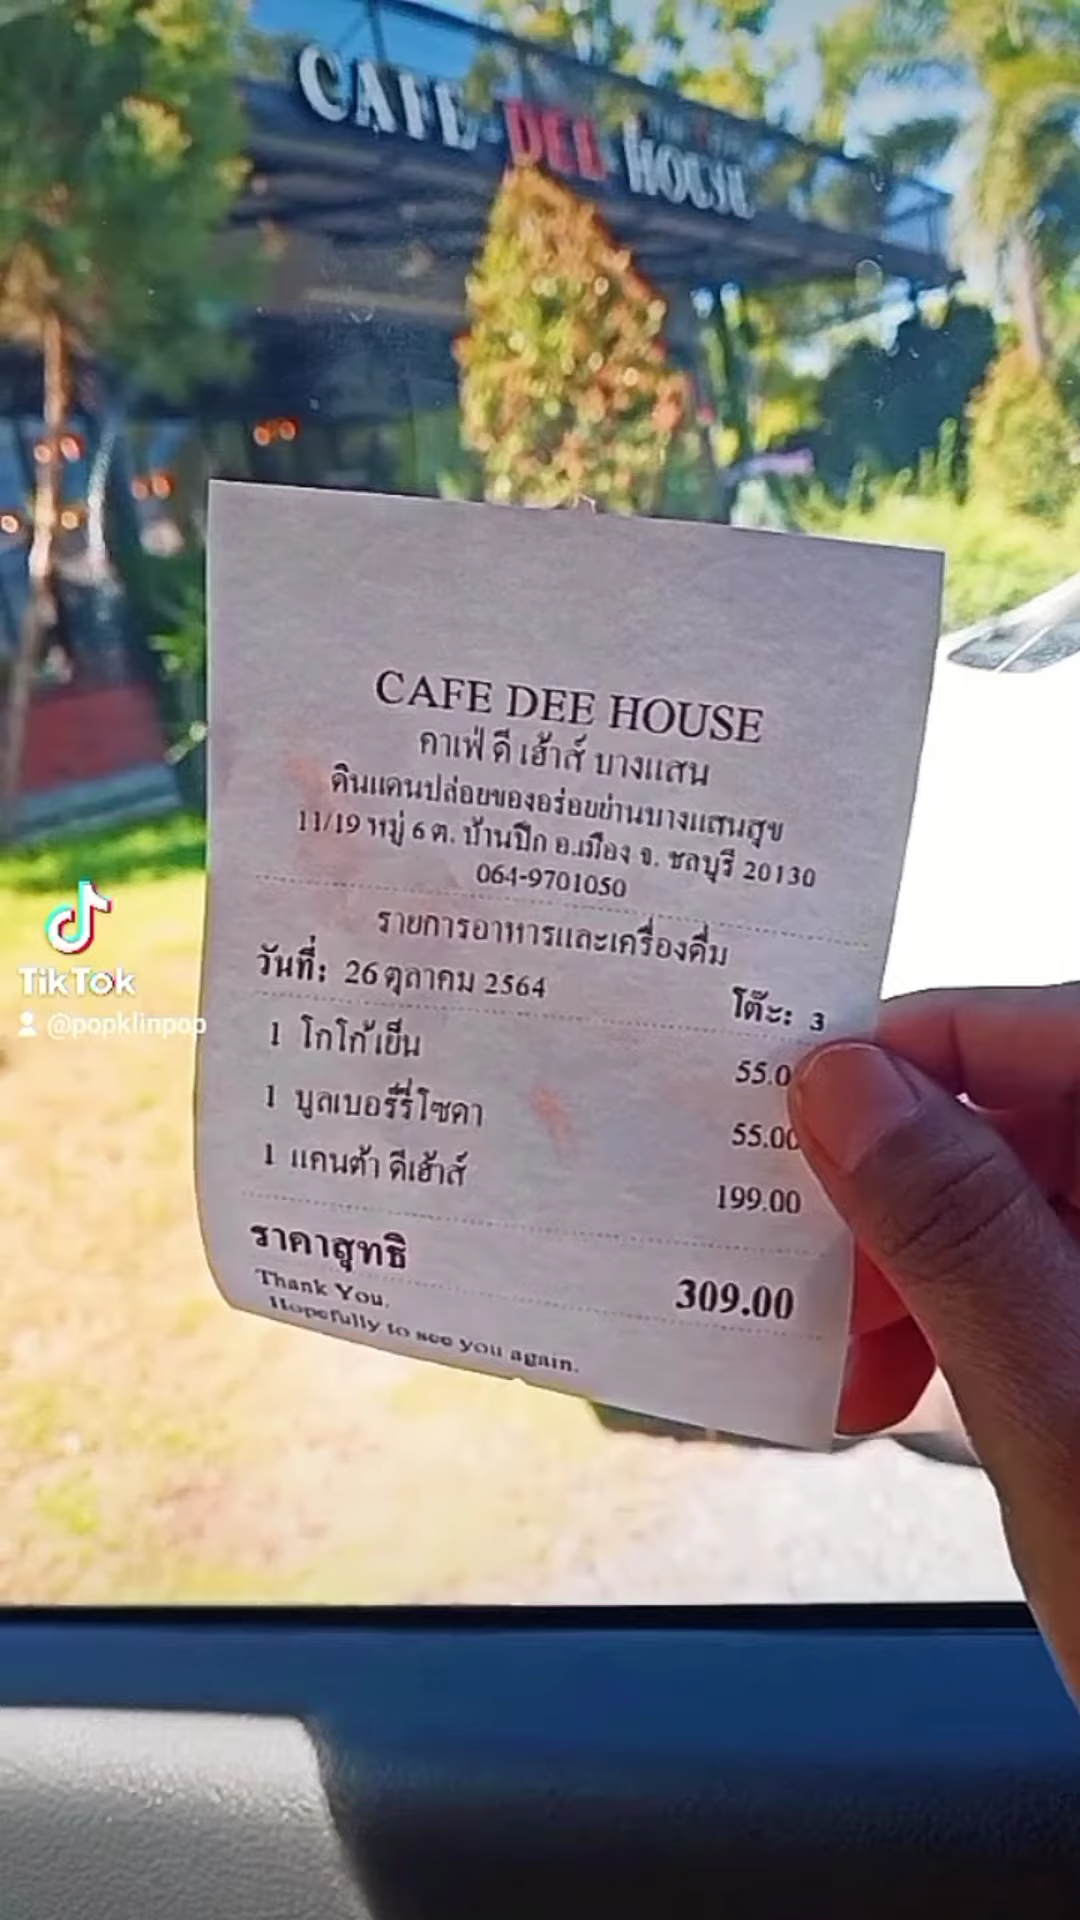 CAFE DEE HOUSE
CAFE DEE HOUSE
คาเฟ่ ดี เฮ้าส์ บางแสน
ดินแดนปล่อยของอร่อยย่านบางแสนสุข
11/19 หมู่ 6 ต. บ้านปึก อ.เมือง จ. ชลบุรี 20130
064-9701050
รายการอาหารและเครื่องดื่ม
วันที่: 26 ตุลาคม 2564 โต๊ะ: 3
1 โกโก้เย็น 55.0
1 บูลเบอร์รี่โซดา 55.00
1 แคนต้า ดีเฮ้าส์ 199.00
ราคาสุทธิ 309.00
Thank You.
Hopefully to see you again.
TikTok
@popklinpop